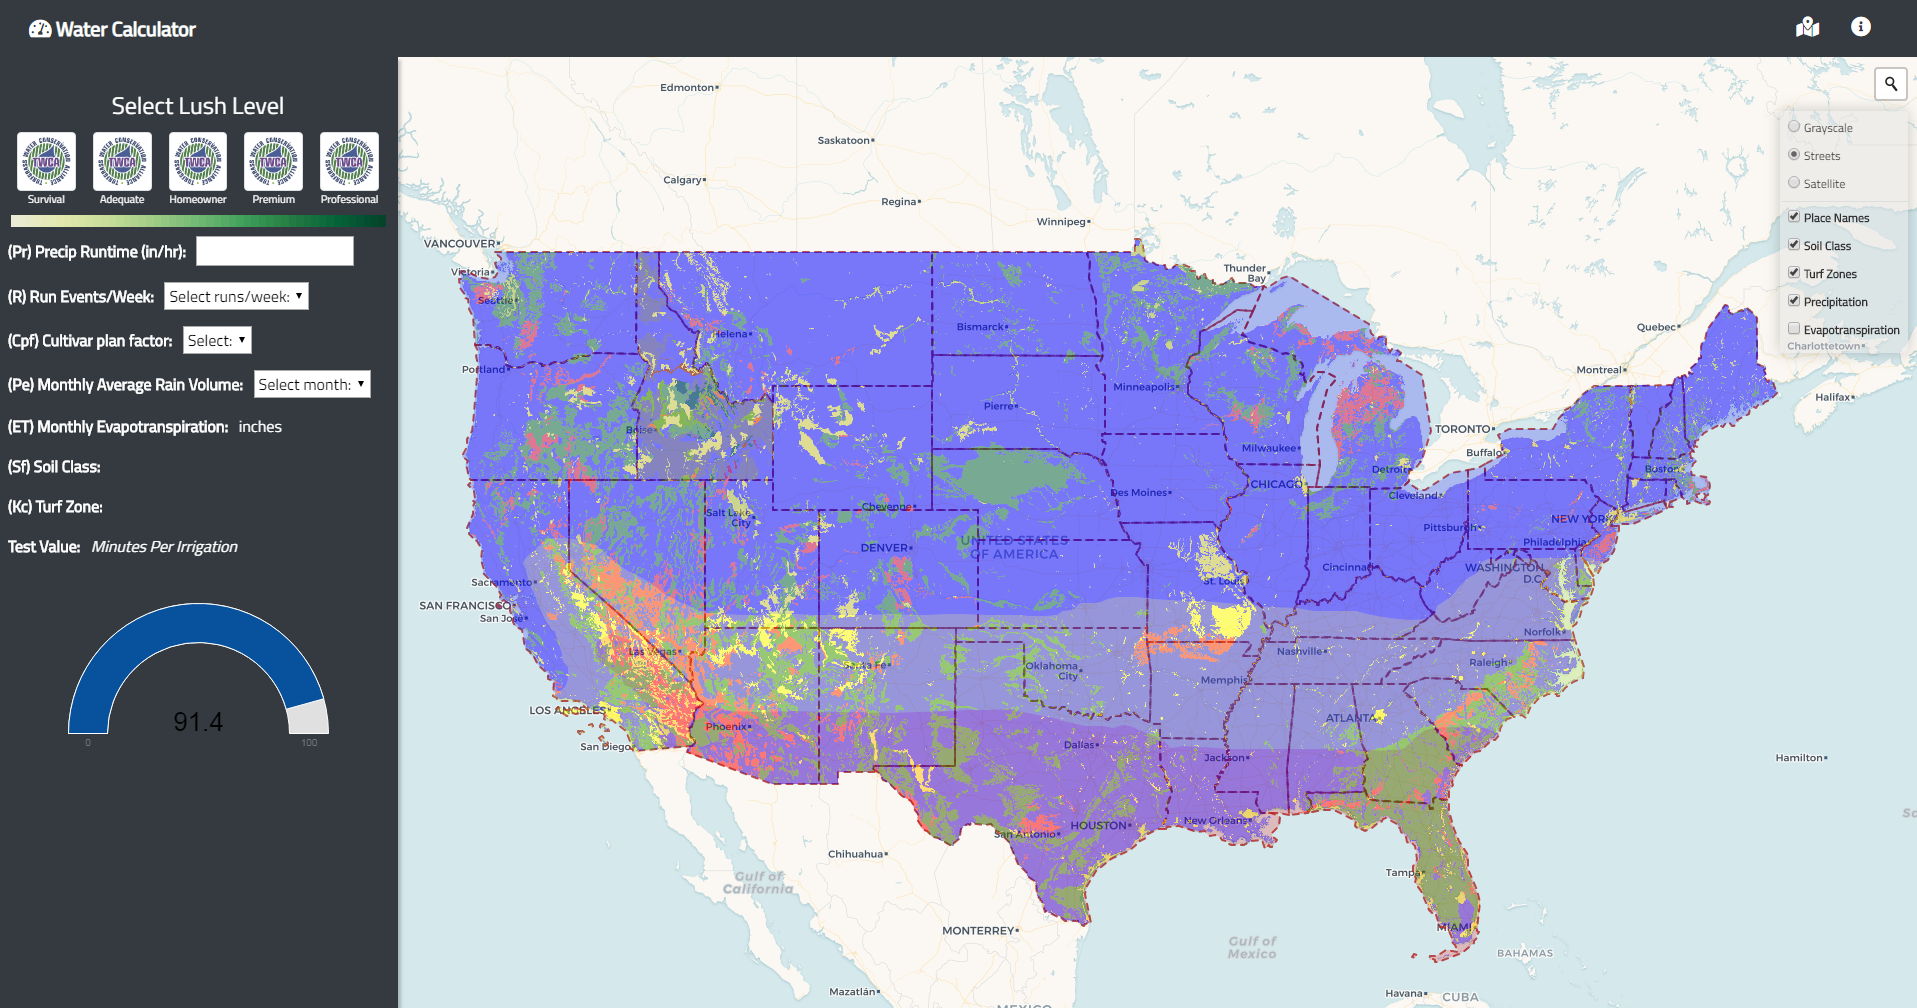 Water Calculator
Select Lush Level
TWCA TWCA TWCA TWCA TWCA
Survival Adequate Homeowner Premium Professional
(Pr) Precip Runtime (in/hr):
(R) Run Events/Week: Select runs/week:
(Cpf) Cultivar plan factor: Select:
(Pe) Monthly Average Rain Volume: Select month:
(ET) Monthly Evapotranspiration: inches
(Sf) Soil Class:
(Kc) Turf Zone:
Test Value: Minutes Per Irrigation
91.4
0 100
Grayscale
Streets
Satellite
Place Names
Soil Class
Turf Zones
Precipitation
Evapotranspiration
Edmonton
Saskatoon
Calgary
Regina
Winnipeg
VANCOUVER
Victoria
Thunder Bay
Seattle
Helena
Bismarck
Quebec
Charlottetown
Portland
Minneapolis
Montreal
Halifax
Pierre
Boise
TORONTO
Milwaukee
Buffalo
Detroit
Boston
CHICAGO
Des Moines
Cleveland
Cheyenne
Salt Lake City
NEW YOR
Pittsburgh
DENVER
UNITED STATES OF AMERICA
Philadelphia
Cincinnati
WASHINGTON D.C.
Sacramento
St. Louis
SAN FRANCISCO
San Jose
Norfolk
Las Vegas
Nashville
Santa Fe
Oklahoma City
Raleigh
Memphis
LOS ANGELES
ATLANTA
Phoenix
San Diego
Dallas
Jackson
Hamilton
New Orleans
HOUSTON
San Antonio
Chihuahua
Tampa
Gulf of California
MIAMI
MONTERREY
Gulf of Mexico
BAHAMAS
Mazatlán
Havana
CUBA
MEXICO